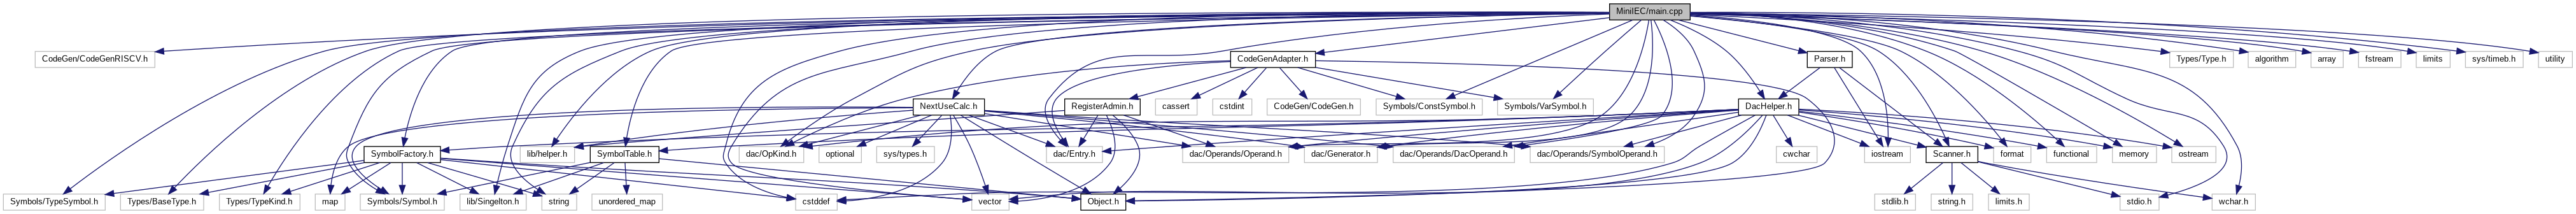 MiniIEC/main.cpp
CodeGen/CodeGenRISCV.h
CodeGenAdapter.h
Parser.h
Types/Type.h
algorithm
array
fstream
limits
sys/timeb.h
utility
NextUseCalc.h
RegisterAdmin.h
cassert
cstdint
CodeGen/CodeGen.h
Symbols/ConstSymbol.h
Symbols/VarSymbol.h
DacHelper.h
SymbolFactory.h
lib/helper.h
SymbolTable.h
dac/OpKind.h
optional
sys/types.h
dac/Entry.h
dac/Operands/Operand.h
dac/Generator.h
dac/Operands/DacOperand.h
dac/Operands/SymbolOperand.h
cwchar
iostream
Scanner.h
format
functional
memory
ostream
Symbols/TypeSymbol.h
Types/BaseType.h
Types/TypeKind.h
map
Symbols/Symbol.h
lib/Singelton.h
string
unordered_map
cstddef
vector
Object.h
stdlib.h
string.h
limits.h
stdio.h
wchar.h